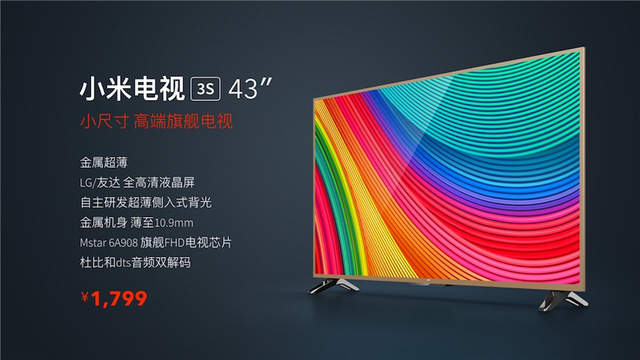 小米电视 3S 43″
小尺寸 高端旗舰电视
金属超薄
LG/友达 全高清液晶屏
自主研发超薄侧入式背光
金属机身 薄至10.9mm
Mstar 6A908 旗舰FHD电视芯片
杜比和dts音频双解码
¥1,799